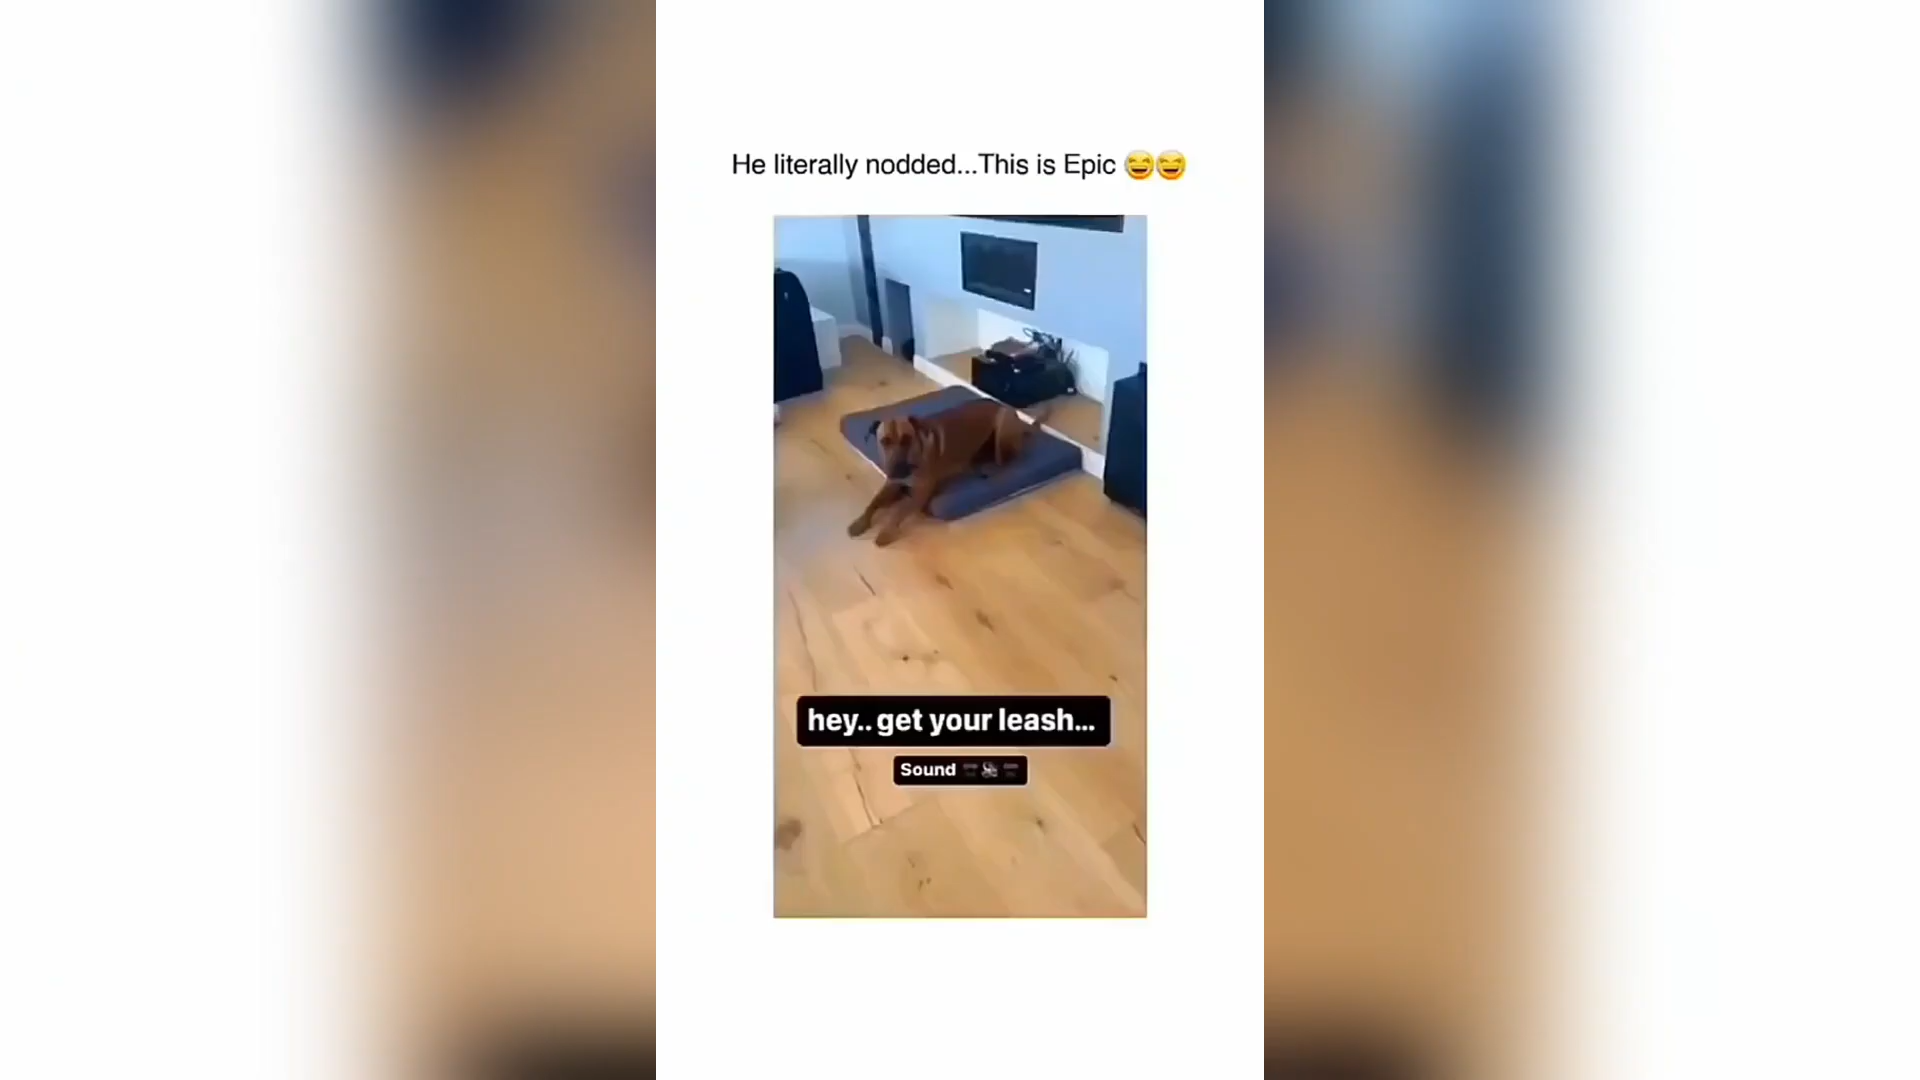 He literally nodded...This is Epic 😆😆
hey.. get your leash...
Sound